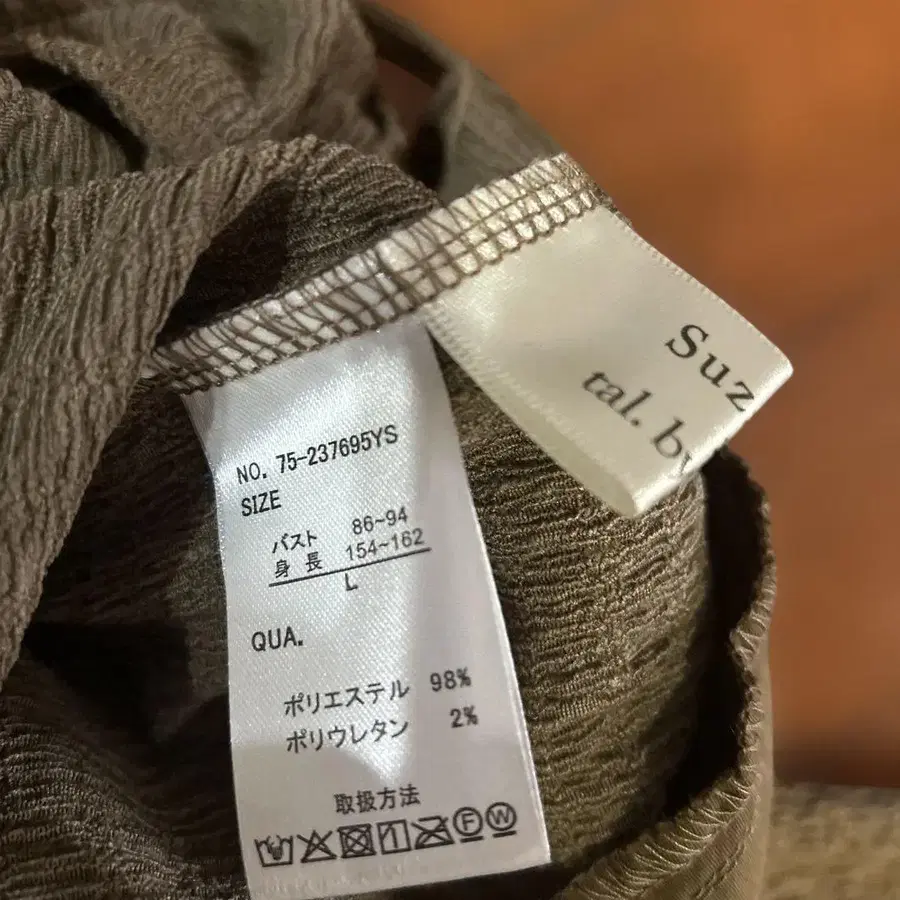 Suz
tal. by
NO. 75-237695YS
SIZE
バスト 86~94
身長 154~162
L
QUA.
ポリエステル 98%
ポリウレタン 2%
取扱方法
F W